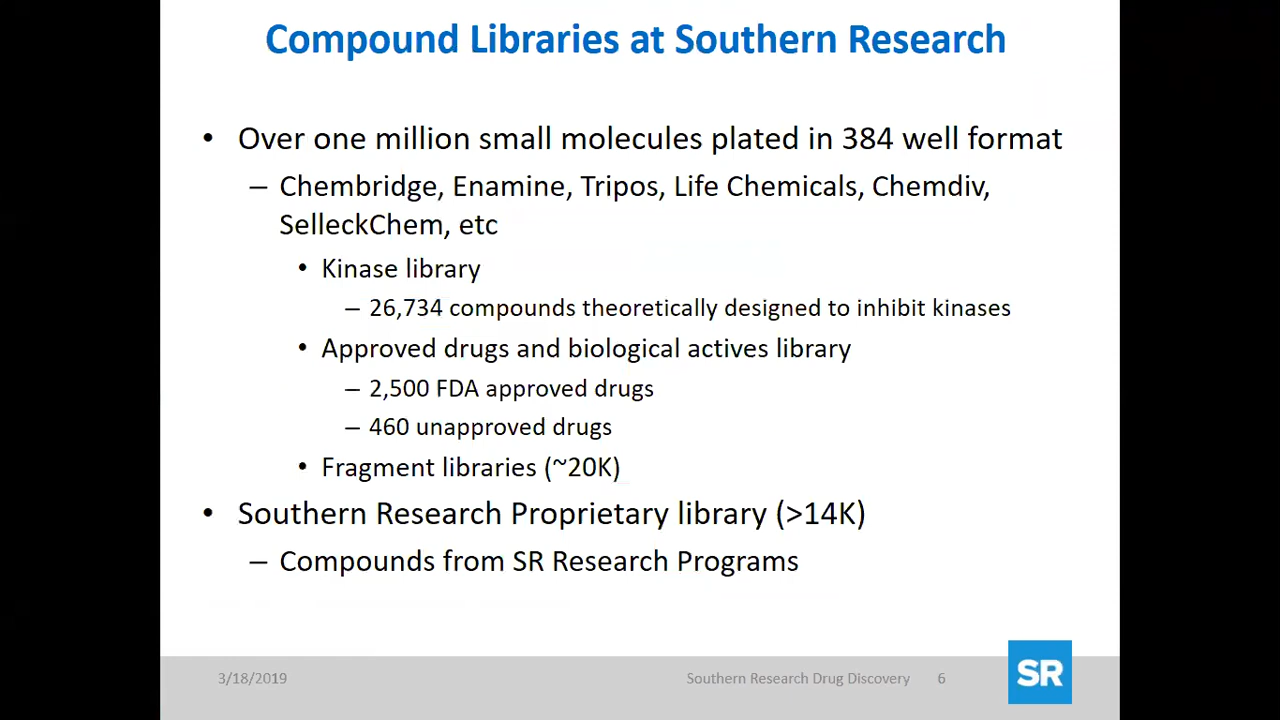 Compound Libraries at Southern Research
• Over one million small molecules plated in 384 well format
– Chembridge, Enamine, Tripos, Life Chemicals, Chemdiv,
SelleckChem, etc
• Kinase library
– 26,734 compounds theoretically designed to inhibit kinases
• Approved drugs and biological actives library
– 2,500 FDA approved drugs
– 460 unapproved drugs
• Fragment libraries (~20K)
• Southern Research Proprietary library (>14K)
– Compounds from SR Research Programs
3/18/2019 Southern Research Drug Discovery 6
SR